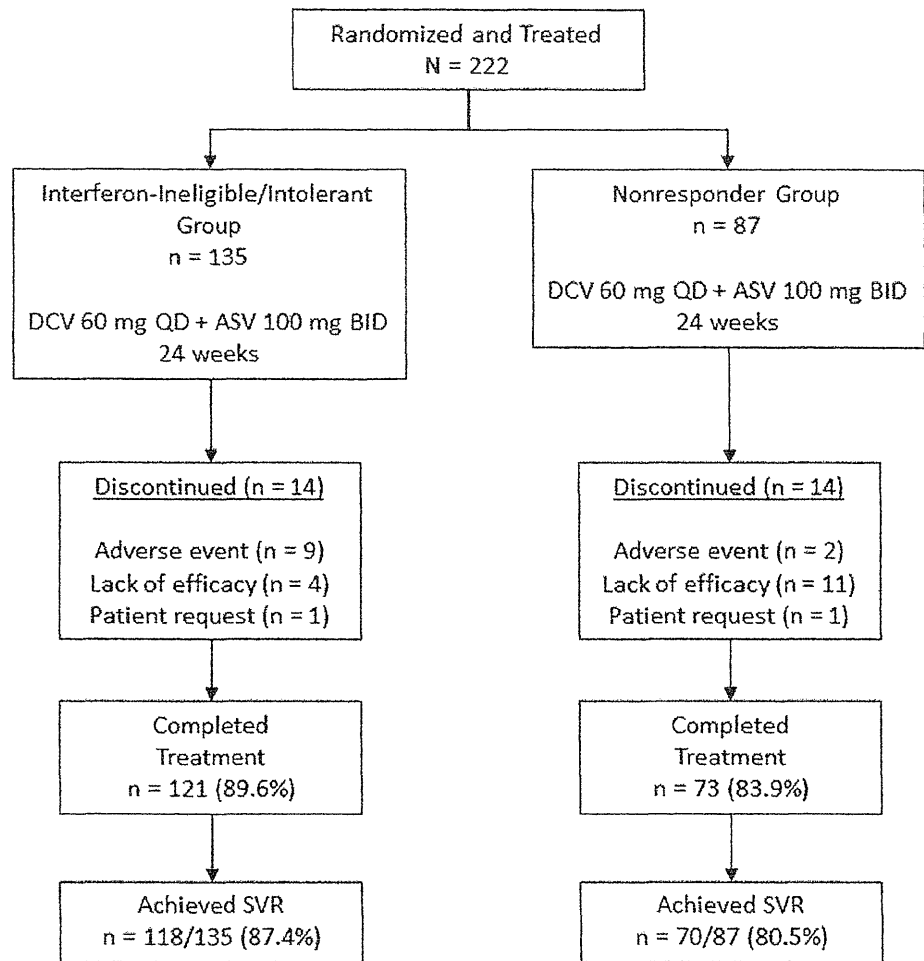 Randomized and Treated
N = 222
Interferon-Ineligible/Intolerant
Group
n = 135
DCV 60 mg QD + ASV 100 mg BID
24 weeks
Nonresponder Group
n = 87
DCV 60 mg QD + ASV 100 mg BID
24 weeks
Discontinued (n = 14)
Adverse event (n = 9)
Lack of efficacy (n = 4)
Patient request (n = 1)
Discontinued (n = 14)
Adverse event (n = 2)
Lack of efficacy (n = 11)
Patient request (n = 1)
Completed
Treatment
n = 121 (89.6%)
Completed
Treatment
n = 73 (83.9%)
Achieved SVR
n = 118/135 (87.4%)
Achieved SVR
n = 70/87 (80.5%)